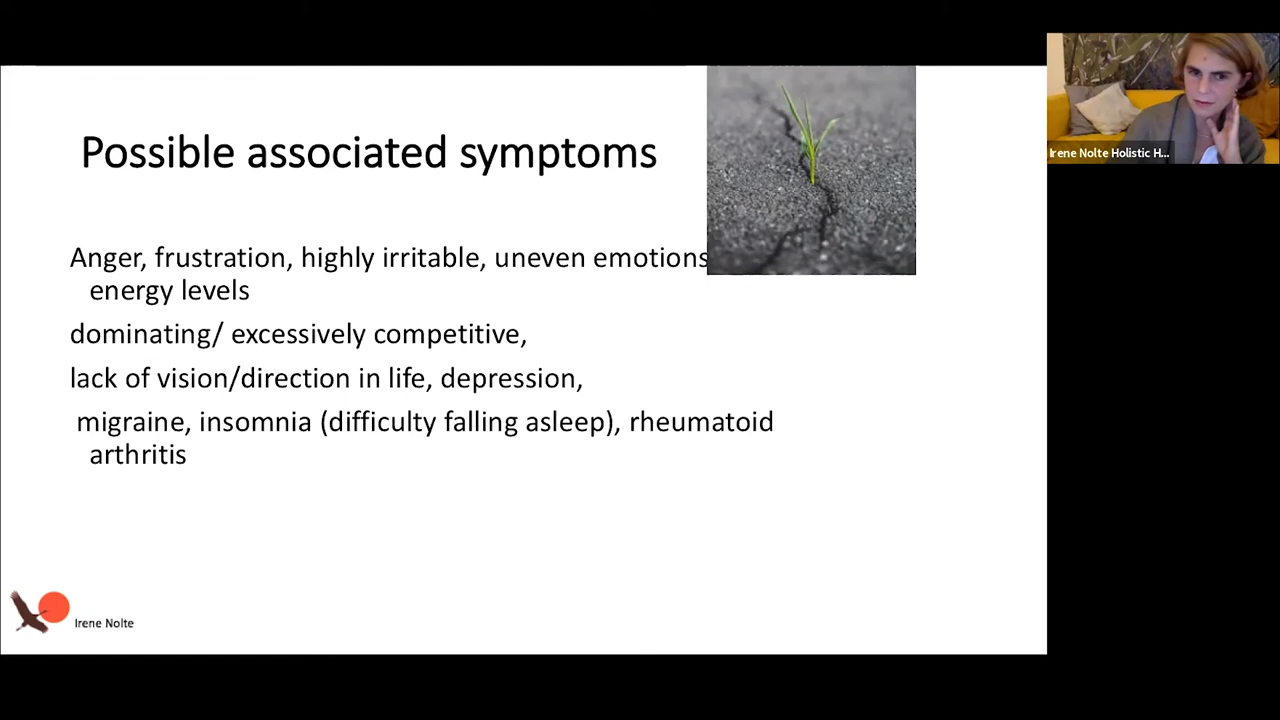 Possible associated symptoms
Anger, frustration, highly irritable, uneven emotions
energy levels
dominating/ excessively competitive,
lack of vision/direction in life, depression,
migraine, insomnia (difficulty falling asleep), rheumatoid
arthritis
Irene Nolte
Irene Nolte Holistic H...